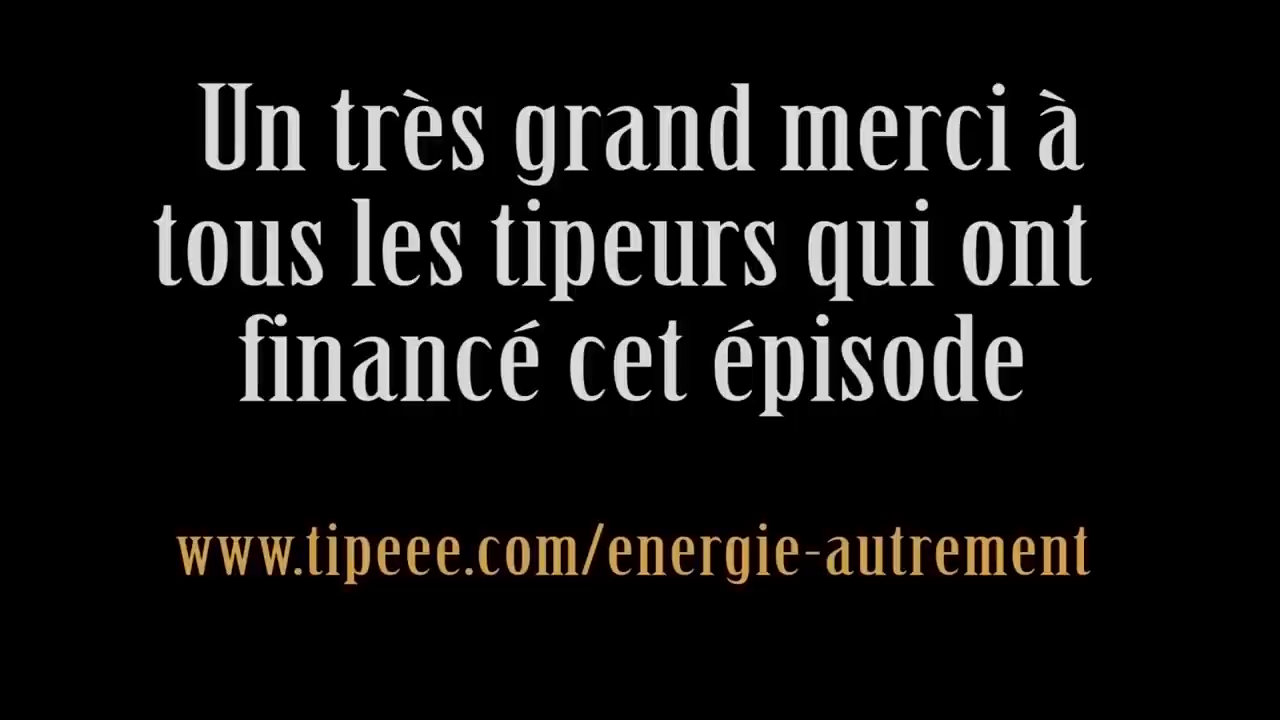 Un très grand merci à
tous les tipeurs qui ont
financé cet épisode
www.tipeee.com/energie-autrement